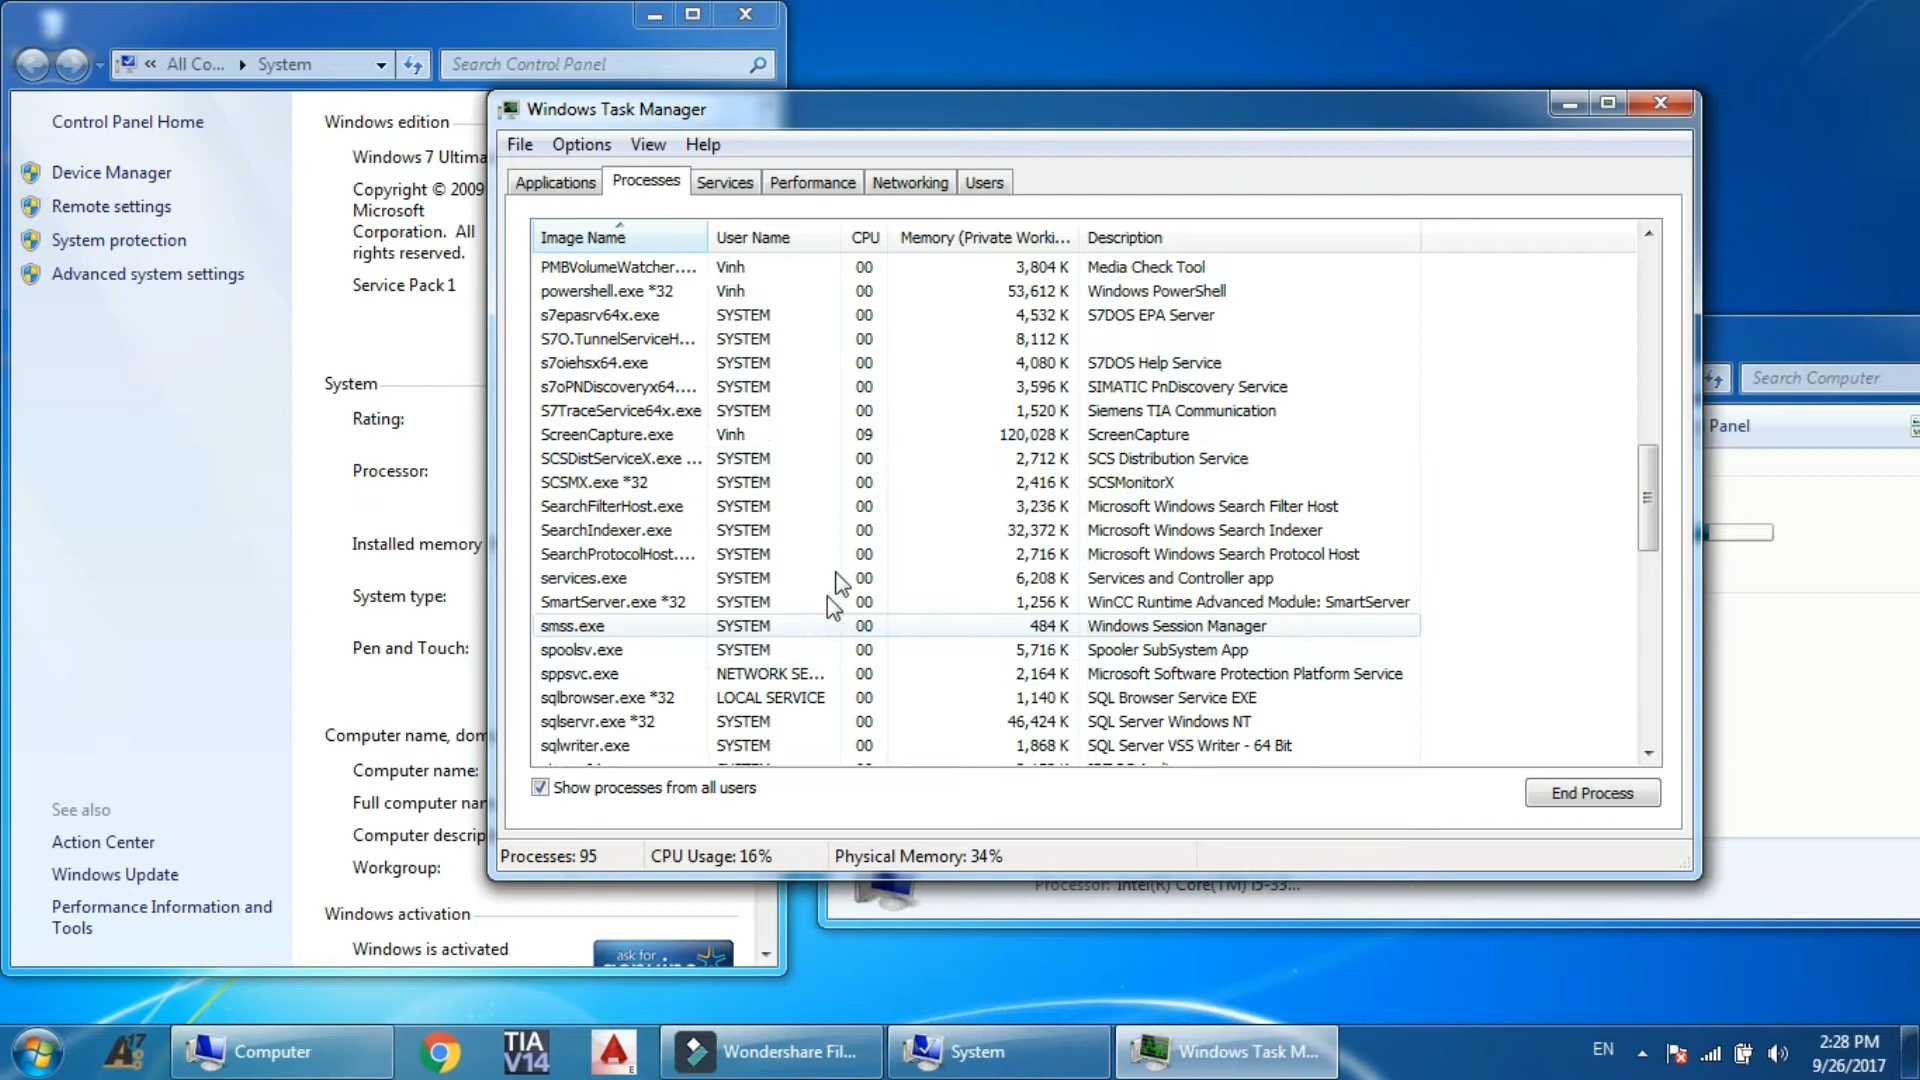 « All Co... ▸ System
Search Control Panel
Control Panel Home
Device Manager
Remote settings
System protection
Advanced system settings
See also
Action Center
Windows Update
Performance Information and
Tools
Windows edition
Windows 7 Ultima
Copyright © 2009
Microsoft
Corporation. All
rights reserved.
Service Pack 1
System
Rating:
Processor:
Installed memory
System type:
Pen and Touch:
Computer name, dom
Computer name:
Full computer nam
Computer descrip
Workgroup:
Windows activation
Windows is activated
ask for
Windows Task Manager
File Options View Help
Applications Processes Services Performance Networking Users
Image Name User Name CPU Memory (Private Worki... Description
PMBVolumeWatcher.... Vinh 00 3,804 K Media Check Tool
powershell.exe *32 Vinh 00 53,612 K Windows PowerShell
s7epasrv64x.exe SYSTEM 00 4,532 K S7DOS EPA Server
S7O.TunnelServiceH... SYSTEM 00 8,112 K
s7oiehsx64.exe SYSTEM 00 4,080 K S7DOS Help Service
s7oPNDiscoveryx64.... SYSTEM 00 3,596 K SIMATIC PnDiscovery Service
S7TraceService64x.exe SYSTEM 00 1,520 K Siemens TIA Communication
ScreenCapture.exe Vinh 09 120,028 K ScreenCapture
SCSDistServiceX.exe ... SYSTEM 00 2,712 K SCS Distribution Service
SCSMX.exe *32 SYSTEM 00 2,416 K SCSMonitorX
SearchFilterHost.exe SYSTEM 00 3,236 K Microsoft Windows Search Filter Host
SearchIndexer.exe SYSTEM 00 32,372 K Microsoft Windows Search Indexer
SearchProtocolHost.... SYSTEM 00 2,716 K Microsoft Windows Search Protocol Host
services.exe SYSTEM 00 6,208 K Services and Controller app
SmartServer.exe *32 SYSTEM 00 1,256 K WinCC Runtime Advanced Module: SmartServer
smss.exe SYSTEM 00 484 K Windows Session Manager
spoolsv.exe SYSTEM 00 5,716 K Spooler SubSystem App
sppsvc.exe NETWORK SE... 00 2,164 K Microsoft Software Protection Platform Service
sqlbrowser.exe *32 LOCAL SERVICE 00 1,140 K SQL Browser Service EXE
sqlservr.exe *32 SYSTEM 00 46,424 K SQL Server Windows NT
sqlwriter.exe SYSTEM 00 1,868 K SQL Server VSS Writer - 64 Bit
Show processes from all users
End Process
Processes: 95 CPU Usage: 16% Physical Memory: 34%
Search Computer
Panel
Processor: Intel(R) Core(TM) i5-33...
A17
Computer
TIA
V14
Wondershare Fil...
System
Windows Task M...
EN
2:28 PM
9/26/2017